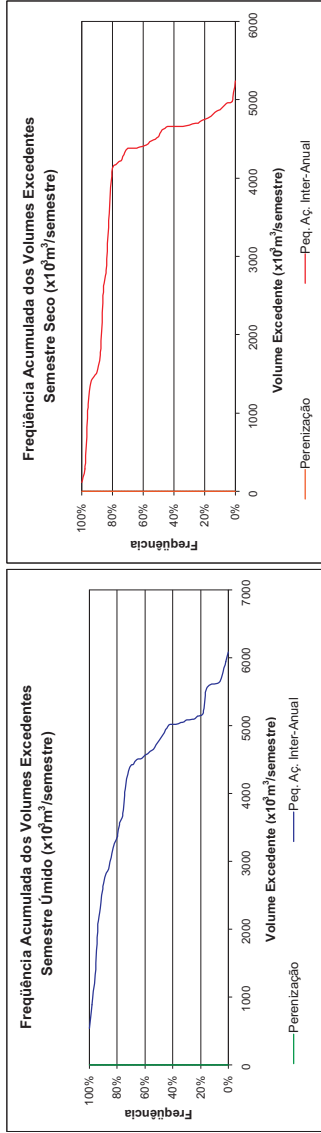 Freqüência Acumulada dos Volumes Excedentes
Semestre Úmido (x10³m³/semestre)
Freqüência
100%
80%
60%
40%
20%
0%
0 1000 2000 3000 4000 5000 6000 7000
Volume Excedente (x10³m³/semestre)
Perenização Peq. Aç. Inter-Anual
Freqüência Acumulada dos Volumes Excedentes
Semestre Seco (x10³m³/semestre)
Freqüência
100%
80%
60%
40%
20%
0%
0 1000 2000 3000 4000 5000 6000
Volume Excedente (x10³m³/semestre)
Perenização Peq. Aç. Inter-Anual